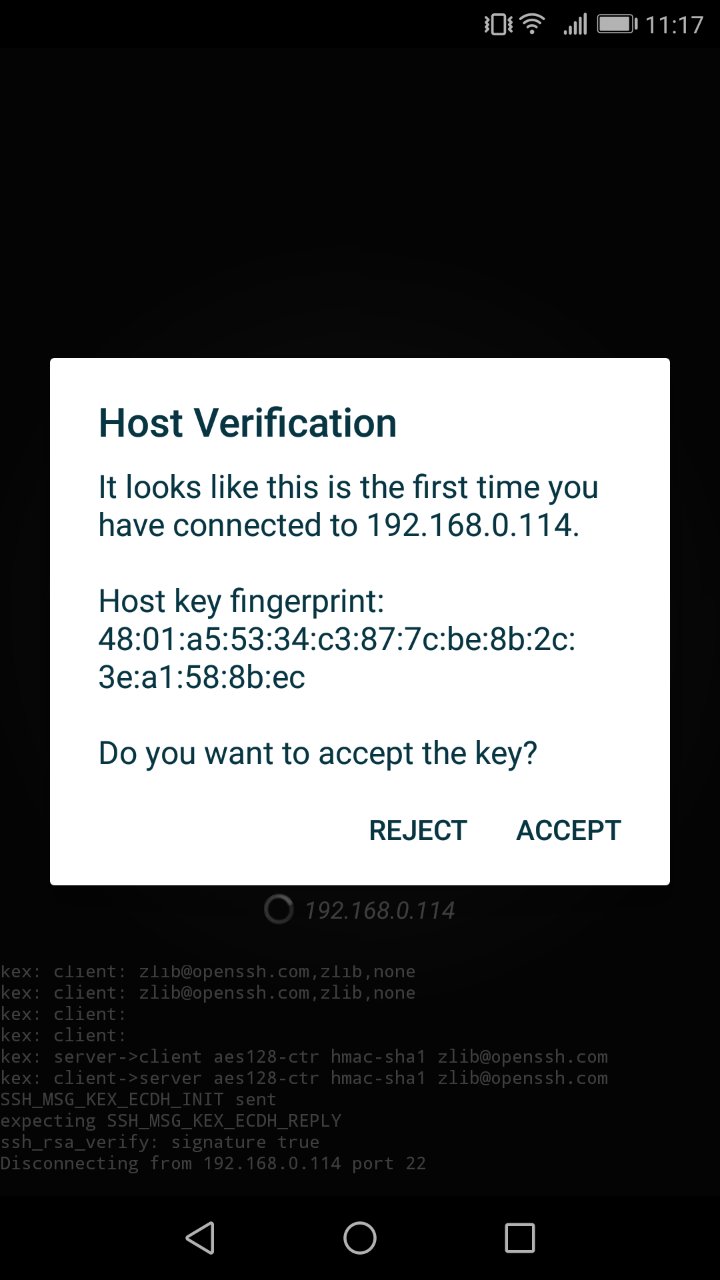 11:17
Host Verification
It looks like this is the first time you
have connected to 192.168.0.114.
Host key fingerprint:
48:01:a5:53:34:c3:87:7c:be:8b:2c:
3e:a1:58:8b:ec
Do you want to accept the key?
REJECT ACCEPT
192.168.0.114
kex: client: zlib@openssh.com,zlib,none
kex: client: zlib@openssh.com,zlib,none
kex: client:
kex: client:
kex: server->client aes128-ctr hmac-sha1 zlib@openssh.com
kex: client->server aes128-ctr hmac-sha1 zlib@openssh.com
SSH_MSG_KEX_ECDH_INIT sent
expecting SSH_MSG_KEX_ECDH_REPLY
ssh_rsa_verify: signature true
Disconnecting from 192.168.0.114 port 22